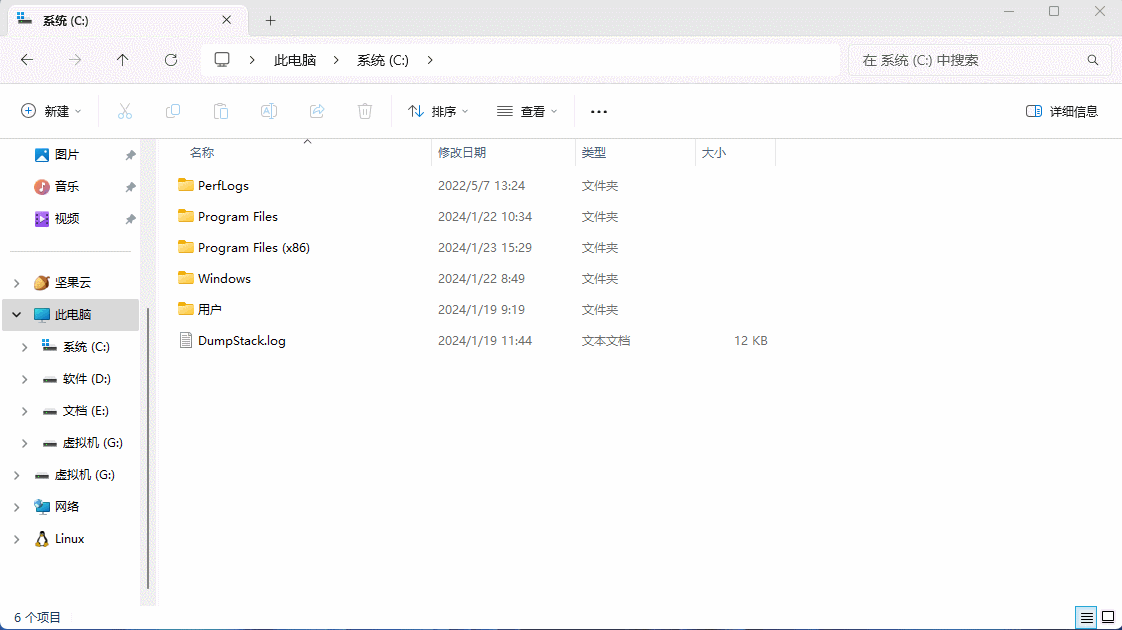 系统 (C:)
此电脑 系统 (C:) 在 系统 (C:) 中搜索
新建 排序 查看 详细信息
图片
音乐
视频
坚果云
此电脑
系统 (C:)
软件 (D:)
文档 (E:)
虚拟机 (G:)
虚拟机 (G:)
网络
Linux
名称 修改日期 类型 大小
PerfLogs 2022/5/7 13:24 文件夹
Program Files 2024/1/22 10:34 文件夹
Program Files (x86) 2024/1/23 15:29 文件夹
Windows 2024/1/22 8:49 文件夹
用户 2024/1/19 9:19 文件夹
DumpStack.log 2024/1/19 11:44 文本文档 12 KB
6 个项目